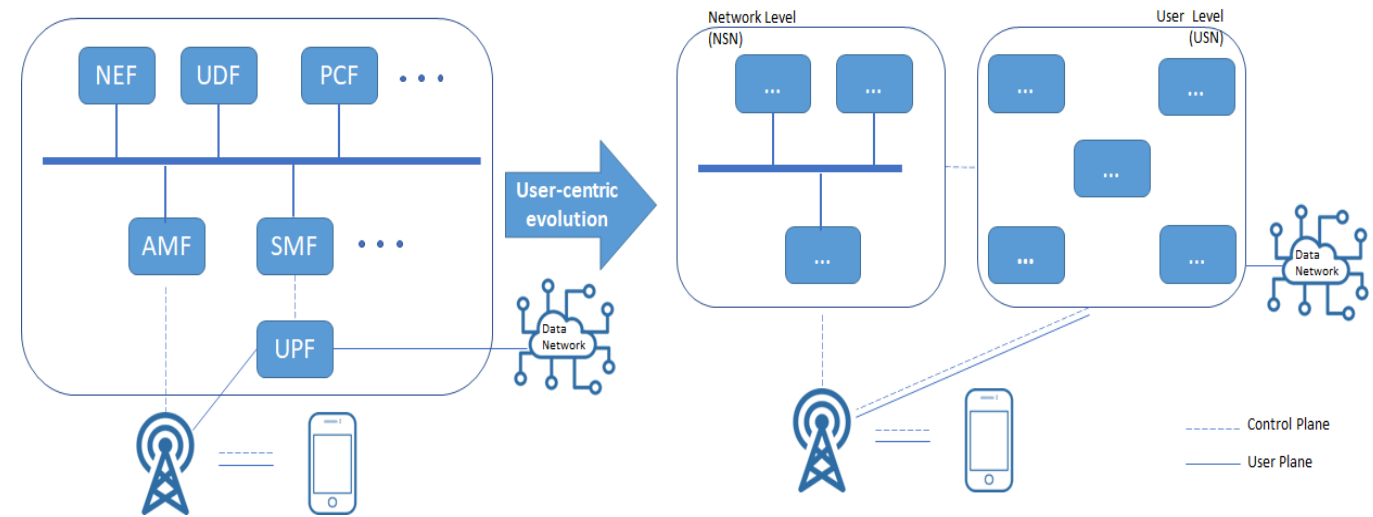 NEF
UDF
PCF
...
AMF
SMF
...
UPF
Data
Network
User-centric
evolution
Network Level
(NSN)
...
...
...
User Level
(USN)
...
...
...
...
...
Data
Network
Control Plane
User Plane